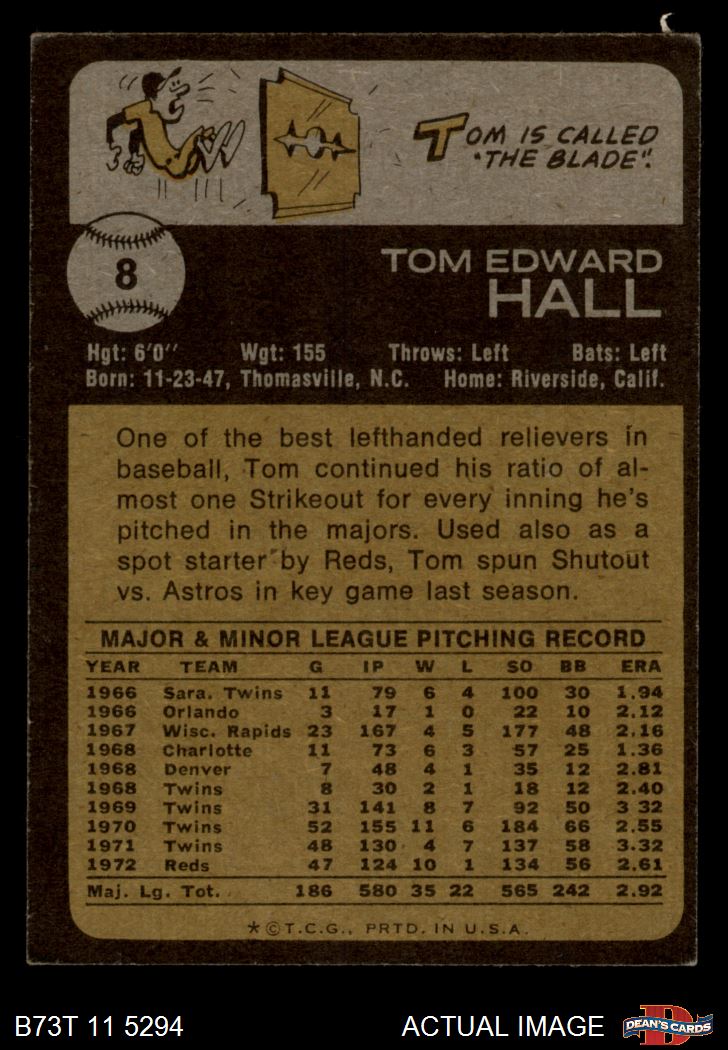 TOM IS CALLED
"THE BLADE".
8
TOM EDWARD
HALL
Hgt: 6'0" Wgt: 155 Throws: Left Bats: Left
Born: 11-23-47, Thomasville, N.C. Home: Riverside, Calif.
One of the best lefthanded relievers in
baseball, Tom continued his ratio of al-
most one Strikeout for every inning he's
pitched in the majors. Used also as a
spot starter by Reds, Tom spun Shutout
vs. Astros in key game last season.
MAJOR & MINOR LEAGUE PITCHING RECORD
YEAR TEAM G IP W L SO BB ERA
1966 Sara. Twins 11 79 6 4 100 30 1.94
1966 Orlando 3 17 1 0 22 10 2.12
1967 Wisc. Rapids 23 167 4 5 177 48 2.16
1968 Charlotte 11 73 6 3 57 25 1.36
1968 Denver 7 48 4 1 35 12 2.81
1968 Twins 8 30 2 1 18 12 2.40
1969 Twins 31 141 8 7 92 50 3.32
1970 Twins 52 155 11 6 184 66 2.55
1971 Twins 48 130 4 7 137 58 3.32
1972 Reds 47 124 10 1 134 56 2.61
Maj. Lg. Tot. 186 580 35 22 565 242 2.92
*©T.C.G., PRTD. IN U.S.A.
B73T 11 5294 ACTUAL IMAGE
D
DEAN'S CARDS